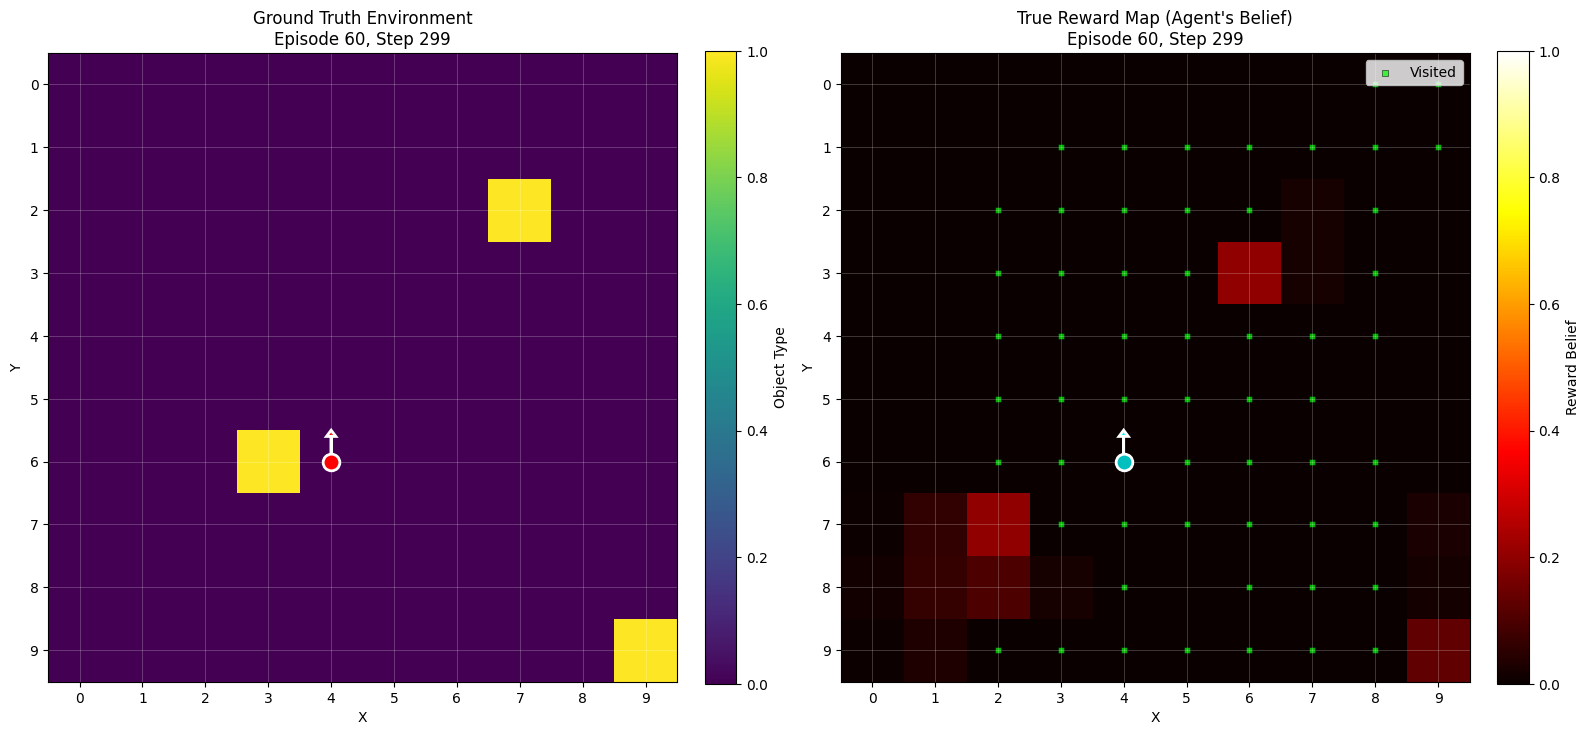 Ground Truth Environment
Episode 60, Step 299
0
1
2
3
4
5
6
7
8
9
Y
0 1 2 3 4 5 6 7 8 9
X
1.0
0.8
0.6
0.4
0.2
0.0
Object Type
True Reward Map (Agent's Belief)
Episode 60, Step 299
Visited
0
1
2
3
4
5
6
7
8
9
Y
0 1 2 3 4 5 6 7 8 9
X
1.0
0.8
0.6
0.4
0.2
0.0
Reward Belief